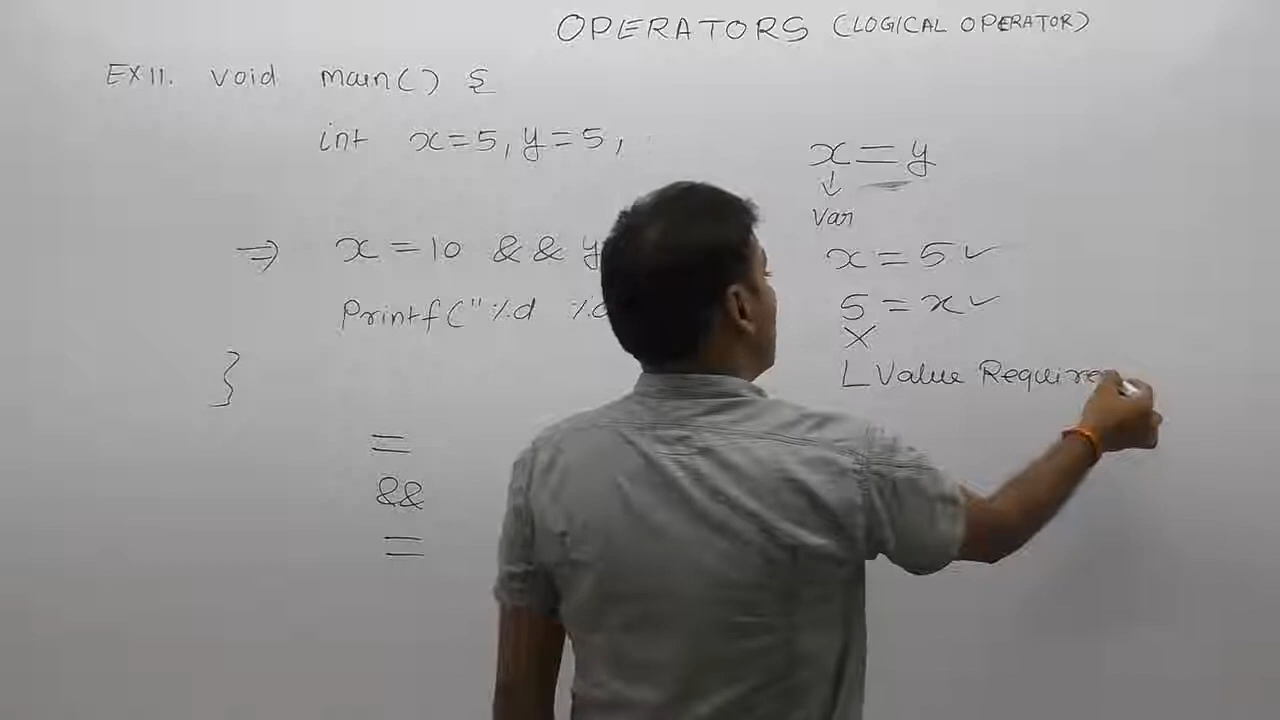 OPERATORS (LOGICAL OPERATOR)
EX 11. void main() {
int x=5, y=5,
⇒ x = 10 && y
Printf("%d %d
}
=
&&
=
x = y
↓
Var
x = 5 ✓
5 = x ✓
X
L Value Require